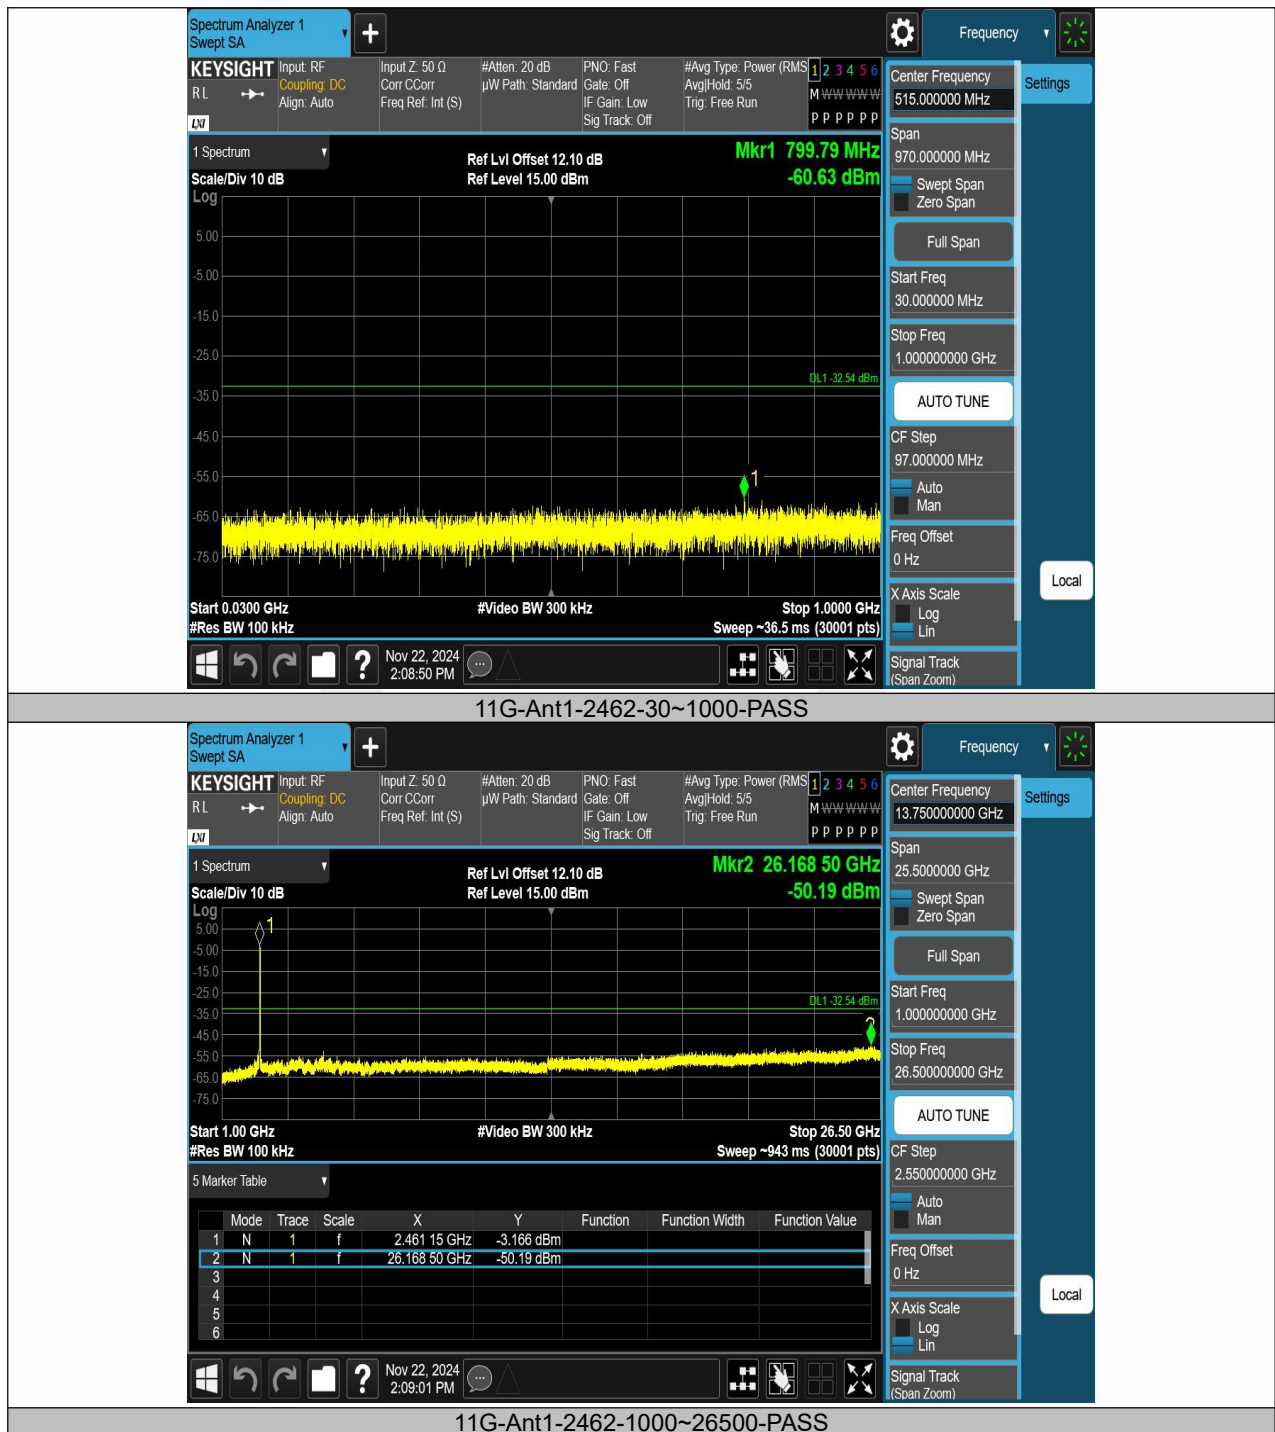 Spectrum Analyzer 1
Swept SA
Frequency
KEYSIGHT
RL
LXI
Input: RF
Coupling: DC
Align: Auto
Input Z: 50 Ω
Corr CCorr
Freq Ref: Int (S)
#Atten: 20 dB
µW Path: Standard
PNO: Fast
Gate: Off
IF Gain: Low
Sig Track: Off
#Avg Type: Power (RMS
Avg|Hold: 5/5
Trig: Free Run
1 2 3 4 5 6
M W W W W W
P P P P P P
1 Spectrum
Scale/Div 10 dB
Ref Lvl Offset 12.10 dB
Ref Level 15.00 dBm
Mkr1 799.79 MHz
-60.63 dBm
Log
5.00
-5.00
-15.0
-25.0
DL1 -32.54 dBm
-35.0
-45.0
-55.0
1
-65.0
-75.0
Start 0.0300 GHz
#Res BW 100 kHz
#Video BW 300 kHz
Stop 1.0000 GHz
Sweep ~36.5 ms (30001 pts)
Nov 22, 2024
2:08:50 PM
Center Frequency
515.000000 MHz
Settings
Span
970.000000 MHz
Swept Span
Zero Span
Full Span
Start Freq
30.000000 MHz
Stop Freq
1.000000000 GHz
AUTO TUNE
CF Step
97.000000 MHz
Auto
Man
Freq Offset
0 Hz
Local
X Axis Scale
Log
Lin
Signal Track
(Span Zoom)
11G-Ant1-2462-30~1000-PASS
Spectrum Analyzer 1
Swept SA
Frequency
KEYSIGHT
RL
LXI
Input: RF
Coupling: DC
Align: Auto
Input Z: 50 Ω
Corr CCorr
Freq Ref: Int (S)
#Atten: 20 dB
µW Path: Standard
PNO: Fast
Gate: Off
IF Gain: Low
Sig Track: Off
#Avg Type: Power (RMS
Avg|Hold: 5/5
Trig: Free Run
1 2 3 4 5 6
M W W W W W
P P P P P P
1 Spectrum
Scale/Div 10 dB
Ref Lvl Offset 12.10 dB
Ref Level 15.00 dBm
Mkr2 26.168 50 GHz
-50.19 dBm
Log
5.00
1
-5.00
-15.0
-25.0
DL1 -32.54 dBm
-35.0
-45.0
-55.0
-65.0
-75.0
Start 1.00 GHz
#Res BW 100 kHz
#Video BW 300 kHz
Stop 26.50 GHz
Sweep ~943 ms (30001 pts)
5 Marker Table
Mode Trace Scale X Y Function Function Width Function Value
1 N 1 f 2.461 15 GHz -3.166 dBm
2 N 1 f 26.168 50 GHz -50.19 dBm
3
4
5
6
Nov 22, 2024
2:09:01 PM
Center Frequency
13.750000000 GHz
Settings
Span
25.5000000 GHz
Swept Span
Zero Span
Full Span
Start Freq
1.000000000 GHz
Stop Freq
26.500000000 GHz
AUTO TUNE
CF Step
2.550000000 GHz
Auto
Man
Freq Offset
0 Hz
Local
X Axis Scale
Log
Lin
Signal Track
(Span Zoom)
11G-Ant1-2462-1000~26500-PASS